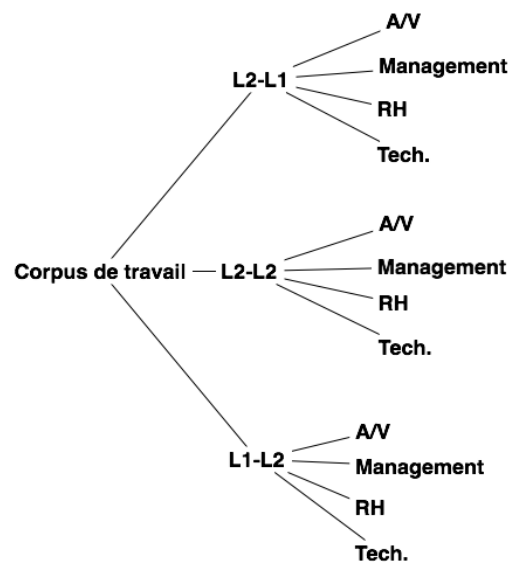 A/V
Management
L2-L1
RH
Tech.
A/V
Management
Corpus de travail
L2-L2
RH
Tech.
A/V
Management
L1-L2
RH
Tech.